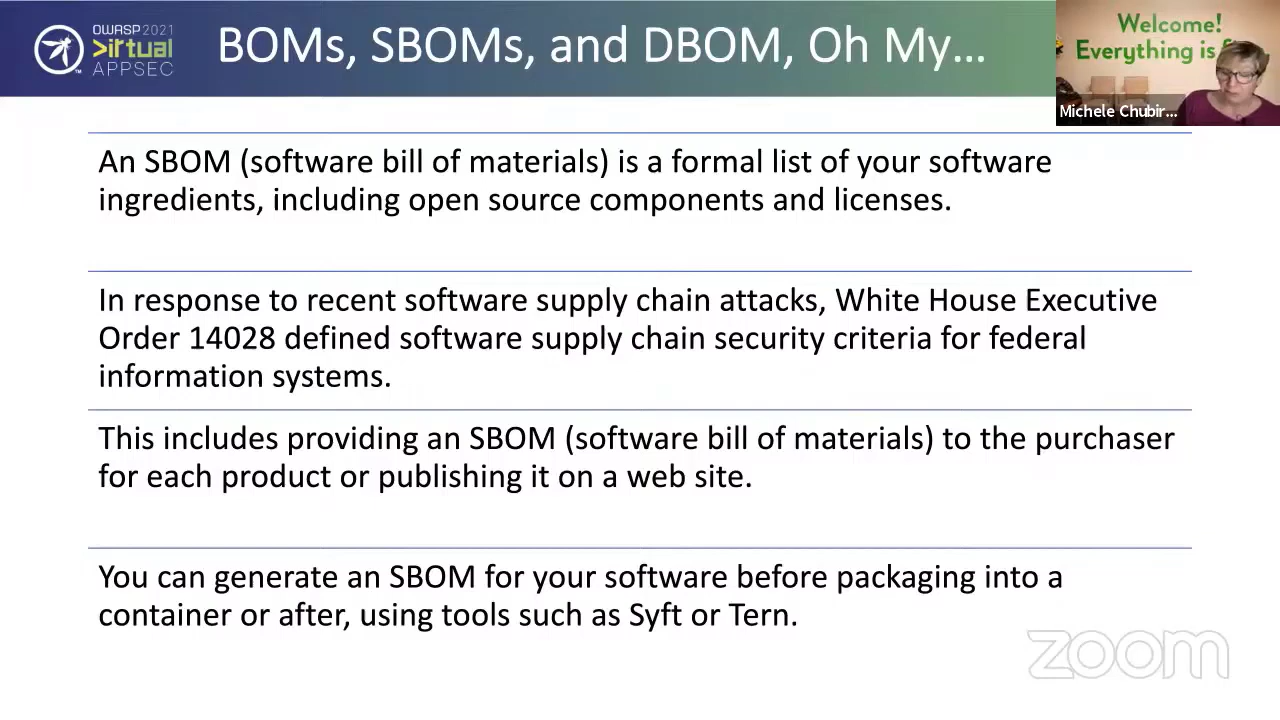 OWASP 2021
Virtual
APPSEC
BOMs, SBOMs, and DBOM, Oh My...
Welcome!
Everything is
Michele Chubir...
An SBOM (software bill of materials) is a formal list of your software
ingredients, including open source components and licenses.
In response to recent software supply chain attacks, White House Executive
Order 14028 defined software supply chain security criteria for federal
information systems.
This includes providing an SBOM (software bill of materials) to the purchaser
for each product or publishing it on a web site.
You can generate an SBOM for your software before packaging into a
container or after, using tools such as Syft or Tern.
zoom